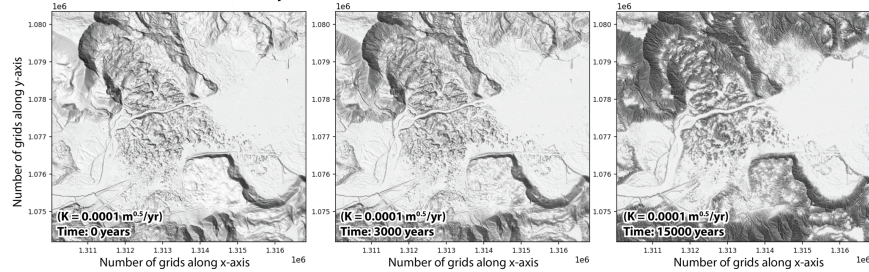 1e6
1e6
1e6
Number of grids along y-axis
1.080
1.079
1.078
1.077
1.076
1.075
(K = 0.0001 m⁰·⁵/yr)
Time: 0 years
1.311 1.312 1.313 1.314 1.315 1.316
1e6
Number of grids along x-axis
1.080
1.079
1.078
1.077
1.076
1.075
(K = 0.0001 m⁰·⁵/yr)
Time: 3000 years
1.311 1.312 1.313 1.314 1.315 1.316
1e6
Number of grids along x-axis
1.080
1.079
1.078
1.077
1.076
1.075
(K = 0.0001 m⁰·⁵/yr)
Time: 15000 years
1.311 1.312 1.313 1.314 1.315 1.316
1e6
Number of grids along x-axis